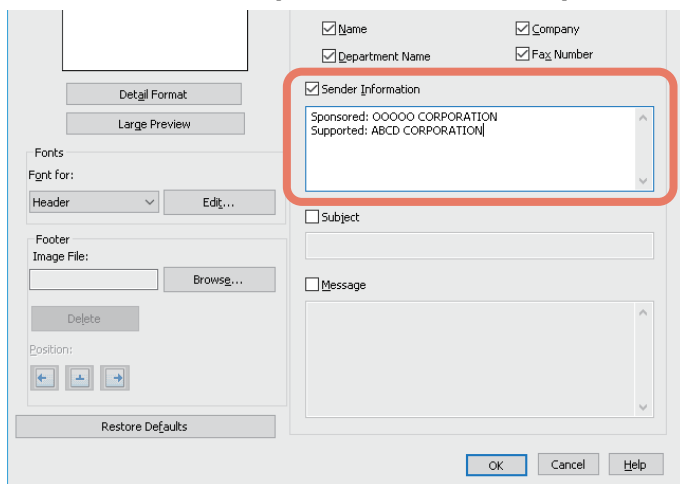 Name
Company
Department Name
Fax Number
Detail Format
Large Preview
Sender Information
Sponsored: OOOOO CORPORATION
Supported: ABCD CORPORATION
Fonts
Font for:
Header
Edit...
Subject
Footer
Image File:
Browse...
Message
Delete
Position:
Restore Defaults
OK
Cancel
Help